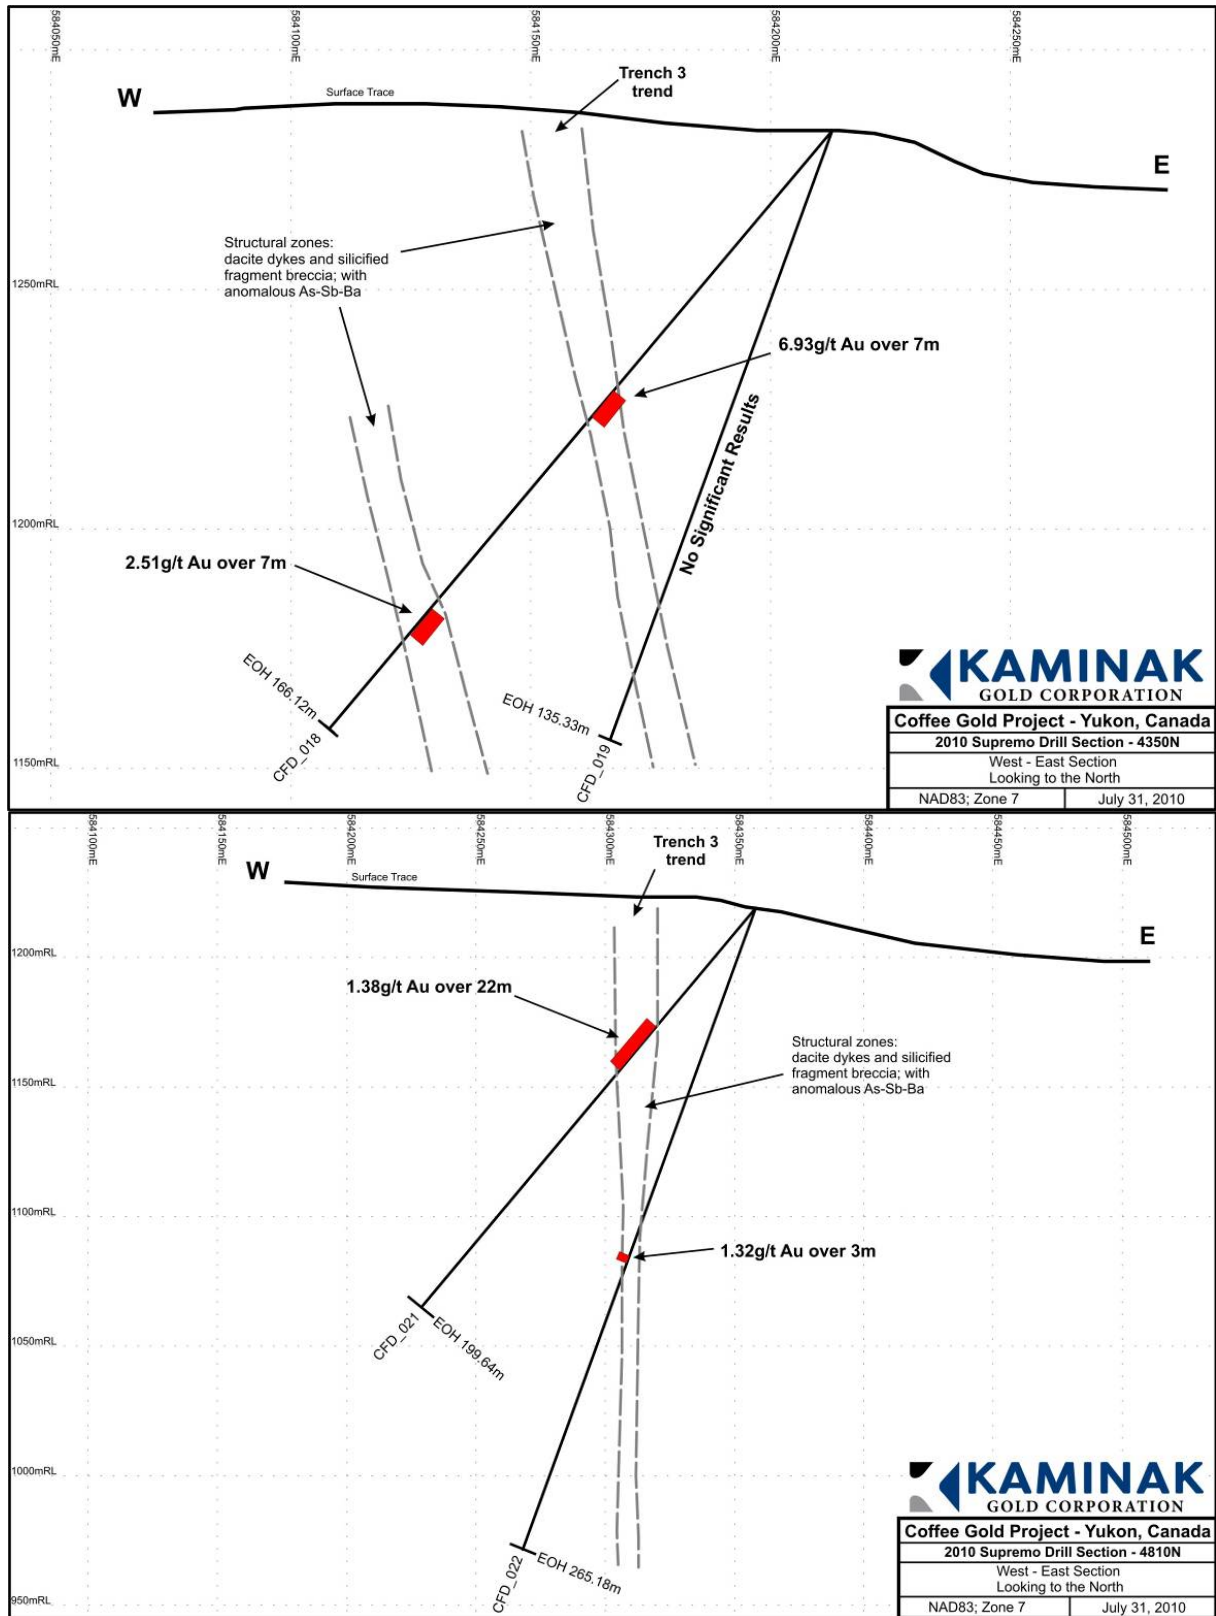 584050mE
584100mE
584150mE
584200mE
584250mE
W
Surface Trace
Trench 3
trend
E
Structural zones:
dacite dykes and silicified
fragment breccia; with
anomalous As-Sb-Ba
1250mRL
6.93g/t Au over 7m
No Significant Results
1200mRL
2.51g/t Au over 7m
EOH 166.12m
CFD_018
EOH 135.33m
CFD_019
1150mRL
KAMINAK
GOLD CORPORATION
Coffee Gold Project - Yukon, Canada
2010 Supremo Drill Section - 4350N
West - East Section
Looking to the North
NAD83; Zone 7
July 31, 2010
584100mE
584150mE
584200mE
584250mE
584300mE
584350mE
584400mE
584450mE
584500mE
W
Surface Trace
Trench 3
trend
E
1200mRL
1.38g/t Au over 22m
Structural zones:
dacite dykes and silicified
fragment breccia; with
anomalous As-Sb-Ba
1150mRL
1100mRL
1.32g/t Au over 3m
CFD_021
EOH 199.64m
1050mRL
1000mRL
CFD_022
EOH 265.18m
950mRL
KAMINAK
GOLD CORPORATION
Coffee Gold Project - Yukon, Canada
2010 Supremo Drill Section - 4810N
West - East Section
Looking to the North
NAD83; Zone 7
July 31, 2010